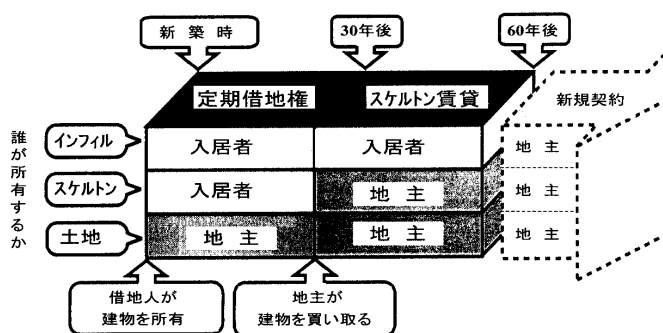 新築時
30年後
60年後
定期借地権
スケルトン賃貸
新規契約
誰が所有するか
インフィル
入居者
入居者
地主
スケルトン
入居者
地主
地主
土地
地主
地主
地主
借地人が
建物を所有
地主が
建物を買い取る